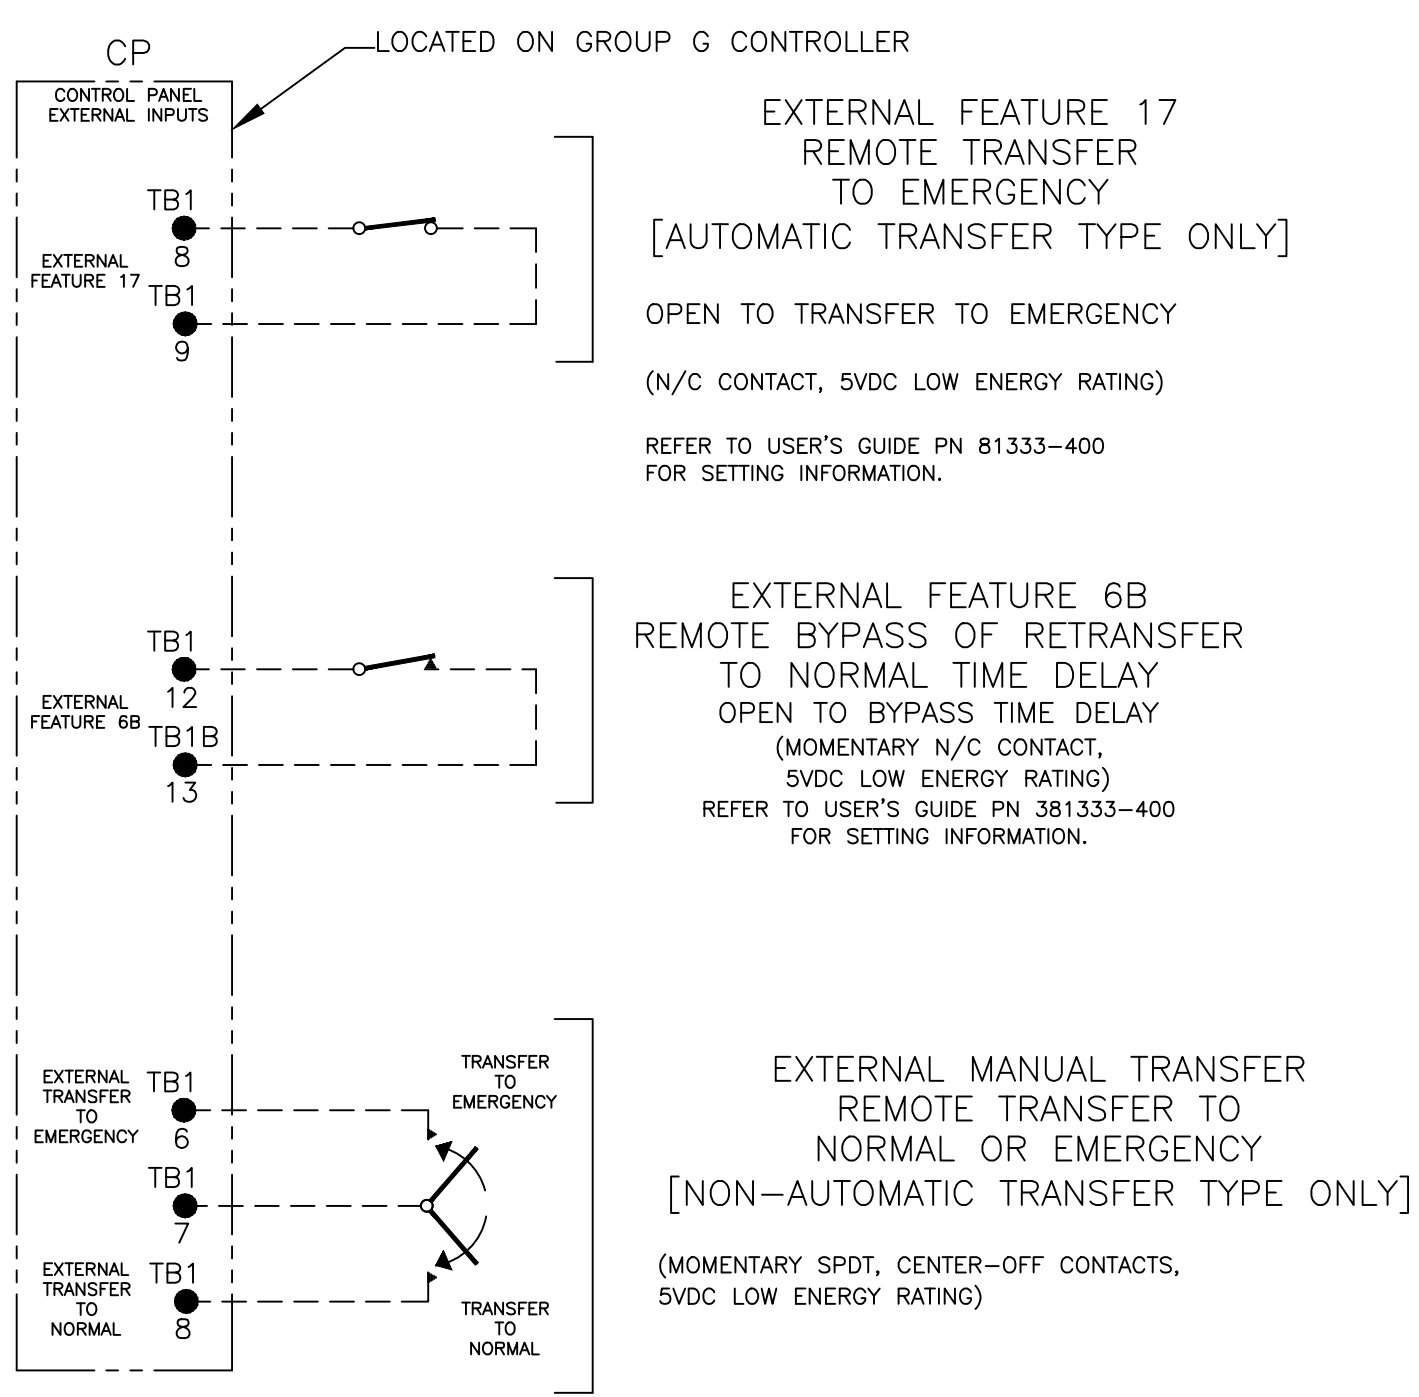 CP
LOCATED ON GROUP G CONTROLLER
CONTROL PANEL
EXTERNAL INPUTS
TB1
8
EXTERNAL
FEATURE 17
TB1
9
EXTERNAL FEATURE 17
REMOTE TRANSFER
TO EMERGENCY
[AUTOMATIC TRANSFER TYPE ONLY]
OPEN TO TRANSFER TO EMERGENCY
(N/C CONTACT, 5VDC LOW ENERGY RATING)
REFER TO USER'S GUIDE PN 81333-400
FOR SETTING INFORMATION.
TB1
12
EXTERNAL
FEATURE 6B
TB1B
13
EXTERNAL FEATURE 6B
REMOTE BYPASS OF RETRANSFER
TO NORMAL TIME DELAY
OPEN TO BYPASS TIME DELAY
(MOMENTARY N/C CONTACT,
5VDC LOW ENERGY RATING)
REFER TO USER'S GUIDE PN 381333-400
FOR SETTING INFORMATION.
EXTERNAL
TRANSFER
TO
EMERGENCY
TB1
6
TB1
7
EXTERNAL
TRANSFER
TO
NORMAL
TB1
8
TRANSFER
TO
EMERGENCY
TRANSFER
TO
NORMAL
EXTERNAL MANUAL TRANSFER
REMOTE TRANSFER TO
NORMAL OR EMERGENCY
[NON-AUTOMATIC TRANSFER TYPE ONLY]
(MOMENTARY SPDT, CENTER-OFF CONTACTS,
5VDC LOW ENERGY RATING)